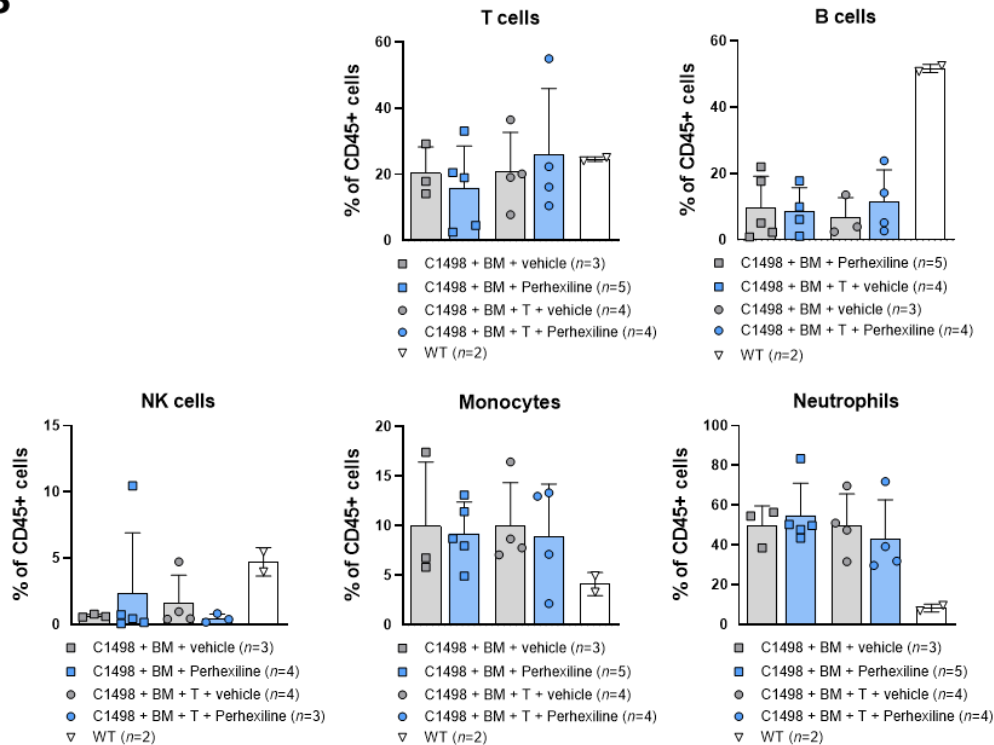 T cells
% of CD45+ cells
60
40
20
0
C1498 + BM + vehicle (n=3)
C1498 + BM + Perhexiline (n=5)
C1498 + BM + T + vehicle (n=4)
C1498 + BM + T + Perhexiline (n=4)
WT (n=2)
B cells
% of CD45+ cells
60
40
20
0
C1498 + BM + Perhexiline (n=5)
C1498 + BM + T + vehicle (n=4)
C1498 + BM + vehicle (n=3)
C1498 + BM + T + Perhexiline (n=4)
WT (n=2)
NK cells
% of CD45+ cells
15
10
5
0
C1498 + BM + vehicle (n=3)
C1498 + BM + Perhexiline (n=4)
C1498 + BM + T + vehicle (n=4)
C1498 + BM + T + Perhexiline (n=3)
WT (n=2)
Monocytes
% of CD45+ cells
20
15
10
5
0
C1498 + BM + vehicle (n=3)
C1498 + BM + Perhexiline (n=5)
C1498 + BM + T + vehicle (n=4)
C1498 + BM + T + Perhexiline (n=4)
WT (n=2)
Neutrophils
% of CD45+ cells
100
80
60
40
20
0
C1498 + BM + vehicle (n=3)
C1498 + BM + Perhexiline (n=5)
C1498 + BM + T + vehicle (n=4)
C1498 + BM + T + Perhexiline (n=4)
WT (n=2)